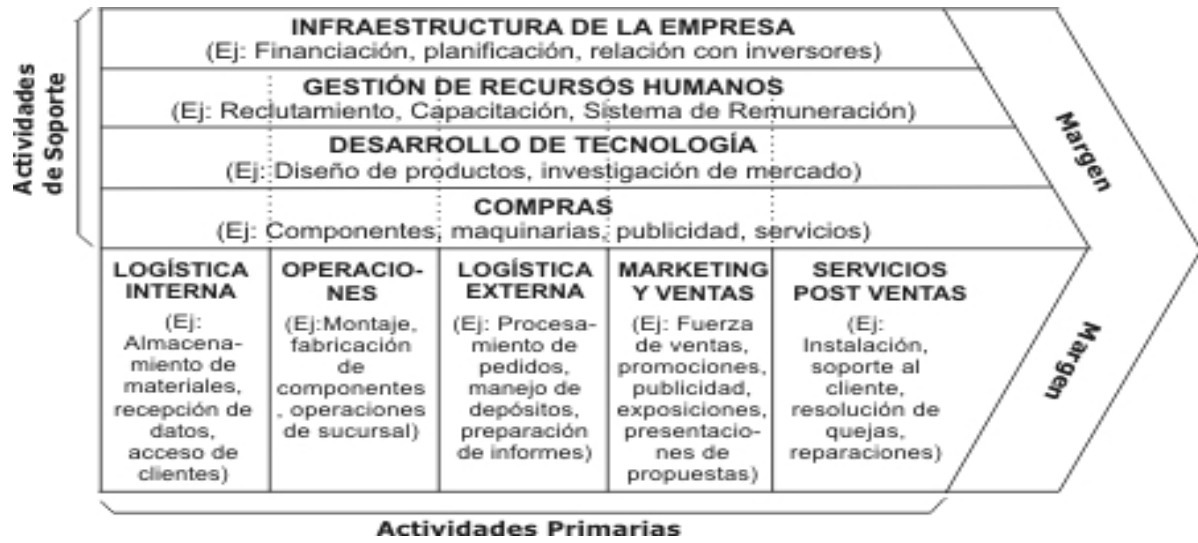 Actividades
de Soporte
INFRAESTRUCTURA DE LA EMPRESA
(Ej: Financiación, planificación, relación con inversores)
GESTIÓN DE RECURSOS HUMANOS
(Ej: Reclutamiento, Capacitación, Sistema de Remuneración)
DESARROLLO DE TECNOLOGÍA
(Ej: Diseño de productos, investigación de mercado)
COMPRAS
(Ej: Componentes, maquinarias, publicidad, servicios)
Margen
LOGÍSTICA
INTERNA
(Ej:
Almacena-
miento de
materiales,
recepción de
datos,
acceso de
clientes)
OPERACIO-
NES
(Ej:Montaje,
fabricación
de
componentes
, operaciones
de sucursal)
LOGÍSTICA
EXTERNA
(Ej: Procesa-
miento de
pedidos,
manejo de
depósitos,
preparación
de informes)
MARKETING
Y VENTAS
(Ej: Fuerza
de ventas,
promociones,
publicidad,
exposiciones,
presentacio-
nes de
propuestas)
SERVICIOS
POST VENTAS
(Ej:
Instalación,
soporte al
cliente,
resolución de
quejas,
reparaciones)
Margen
Actividades Primarias